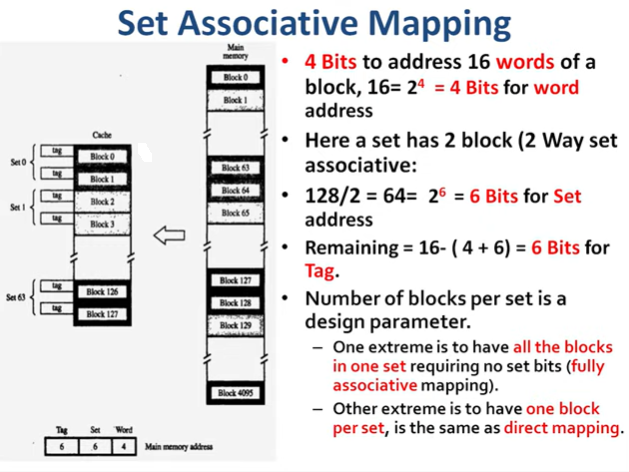 Set Associative Mapping
Main
memory
Block 0
Block 1
Block 63
Block 64
Block 65
Block 127
Block 128
Block 129
Block 4095
Cache
Set 0
tag
Block 0
tag
Block 1
Set 1
tag
Block 2
tag
Block 3
Set 63
tag
Block 126
tag
Block 127
Tag Set Word
6 6 4 Main memory address
• 4 Bits to address 16 words of a
block, 16= 2⁴ = 4 Bits for word
address
• Here a set has 2 block (2 Way set
associative:
• 128/2 = 64= 2⁶ = 6 Bits for Set
address
• Remaining = 16- ( 4 + 6) = 6 Bits for
Tag.
• Number of blocks per set is a
design parameter.
– One extreme is to have all the blocks
in one set requiring no set bits (fully
associative mapping).
– Other extreme is to have one block
per set, is the same as direct mapping.